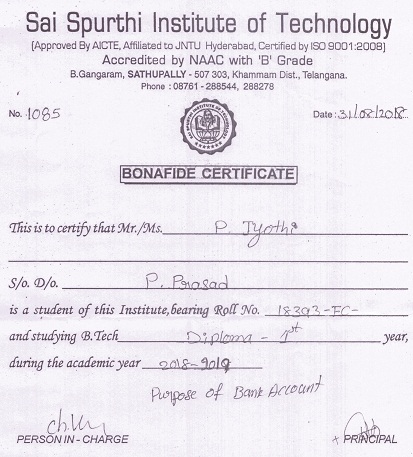 Sai Spurthi Institute of Technology
(Approved By AICTE, Affiliated to JNTU Hyderabad, Certified by ISO 9001:2008)
Accredited by NAAC with 'B' Grade
B.Gangaram, SATHUPALLY - 507 303, Khammam Dist., Telangana.
Phone : 08761 - 288544, 288278
No. 1085
Date : 31/08/2018
BONAFIDE CERTIFICATE
This is to certify that Mr./Ms. P. Jyothi
S/o. D/o. P. Prasad
is a student of this Institute, bearing Roll No. 18393-EC-
and studying B.Tech Diploma - 1st year,
during the academic year 2018-2019
Purpose of Bank Account
PERSON IN - CHARGE
PRINCIPAL